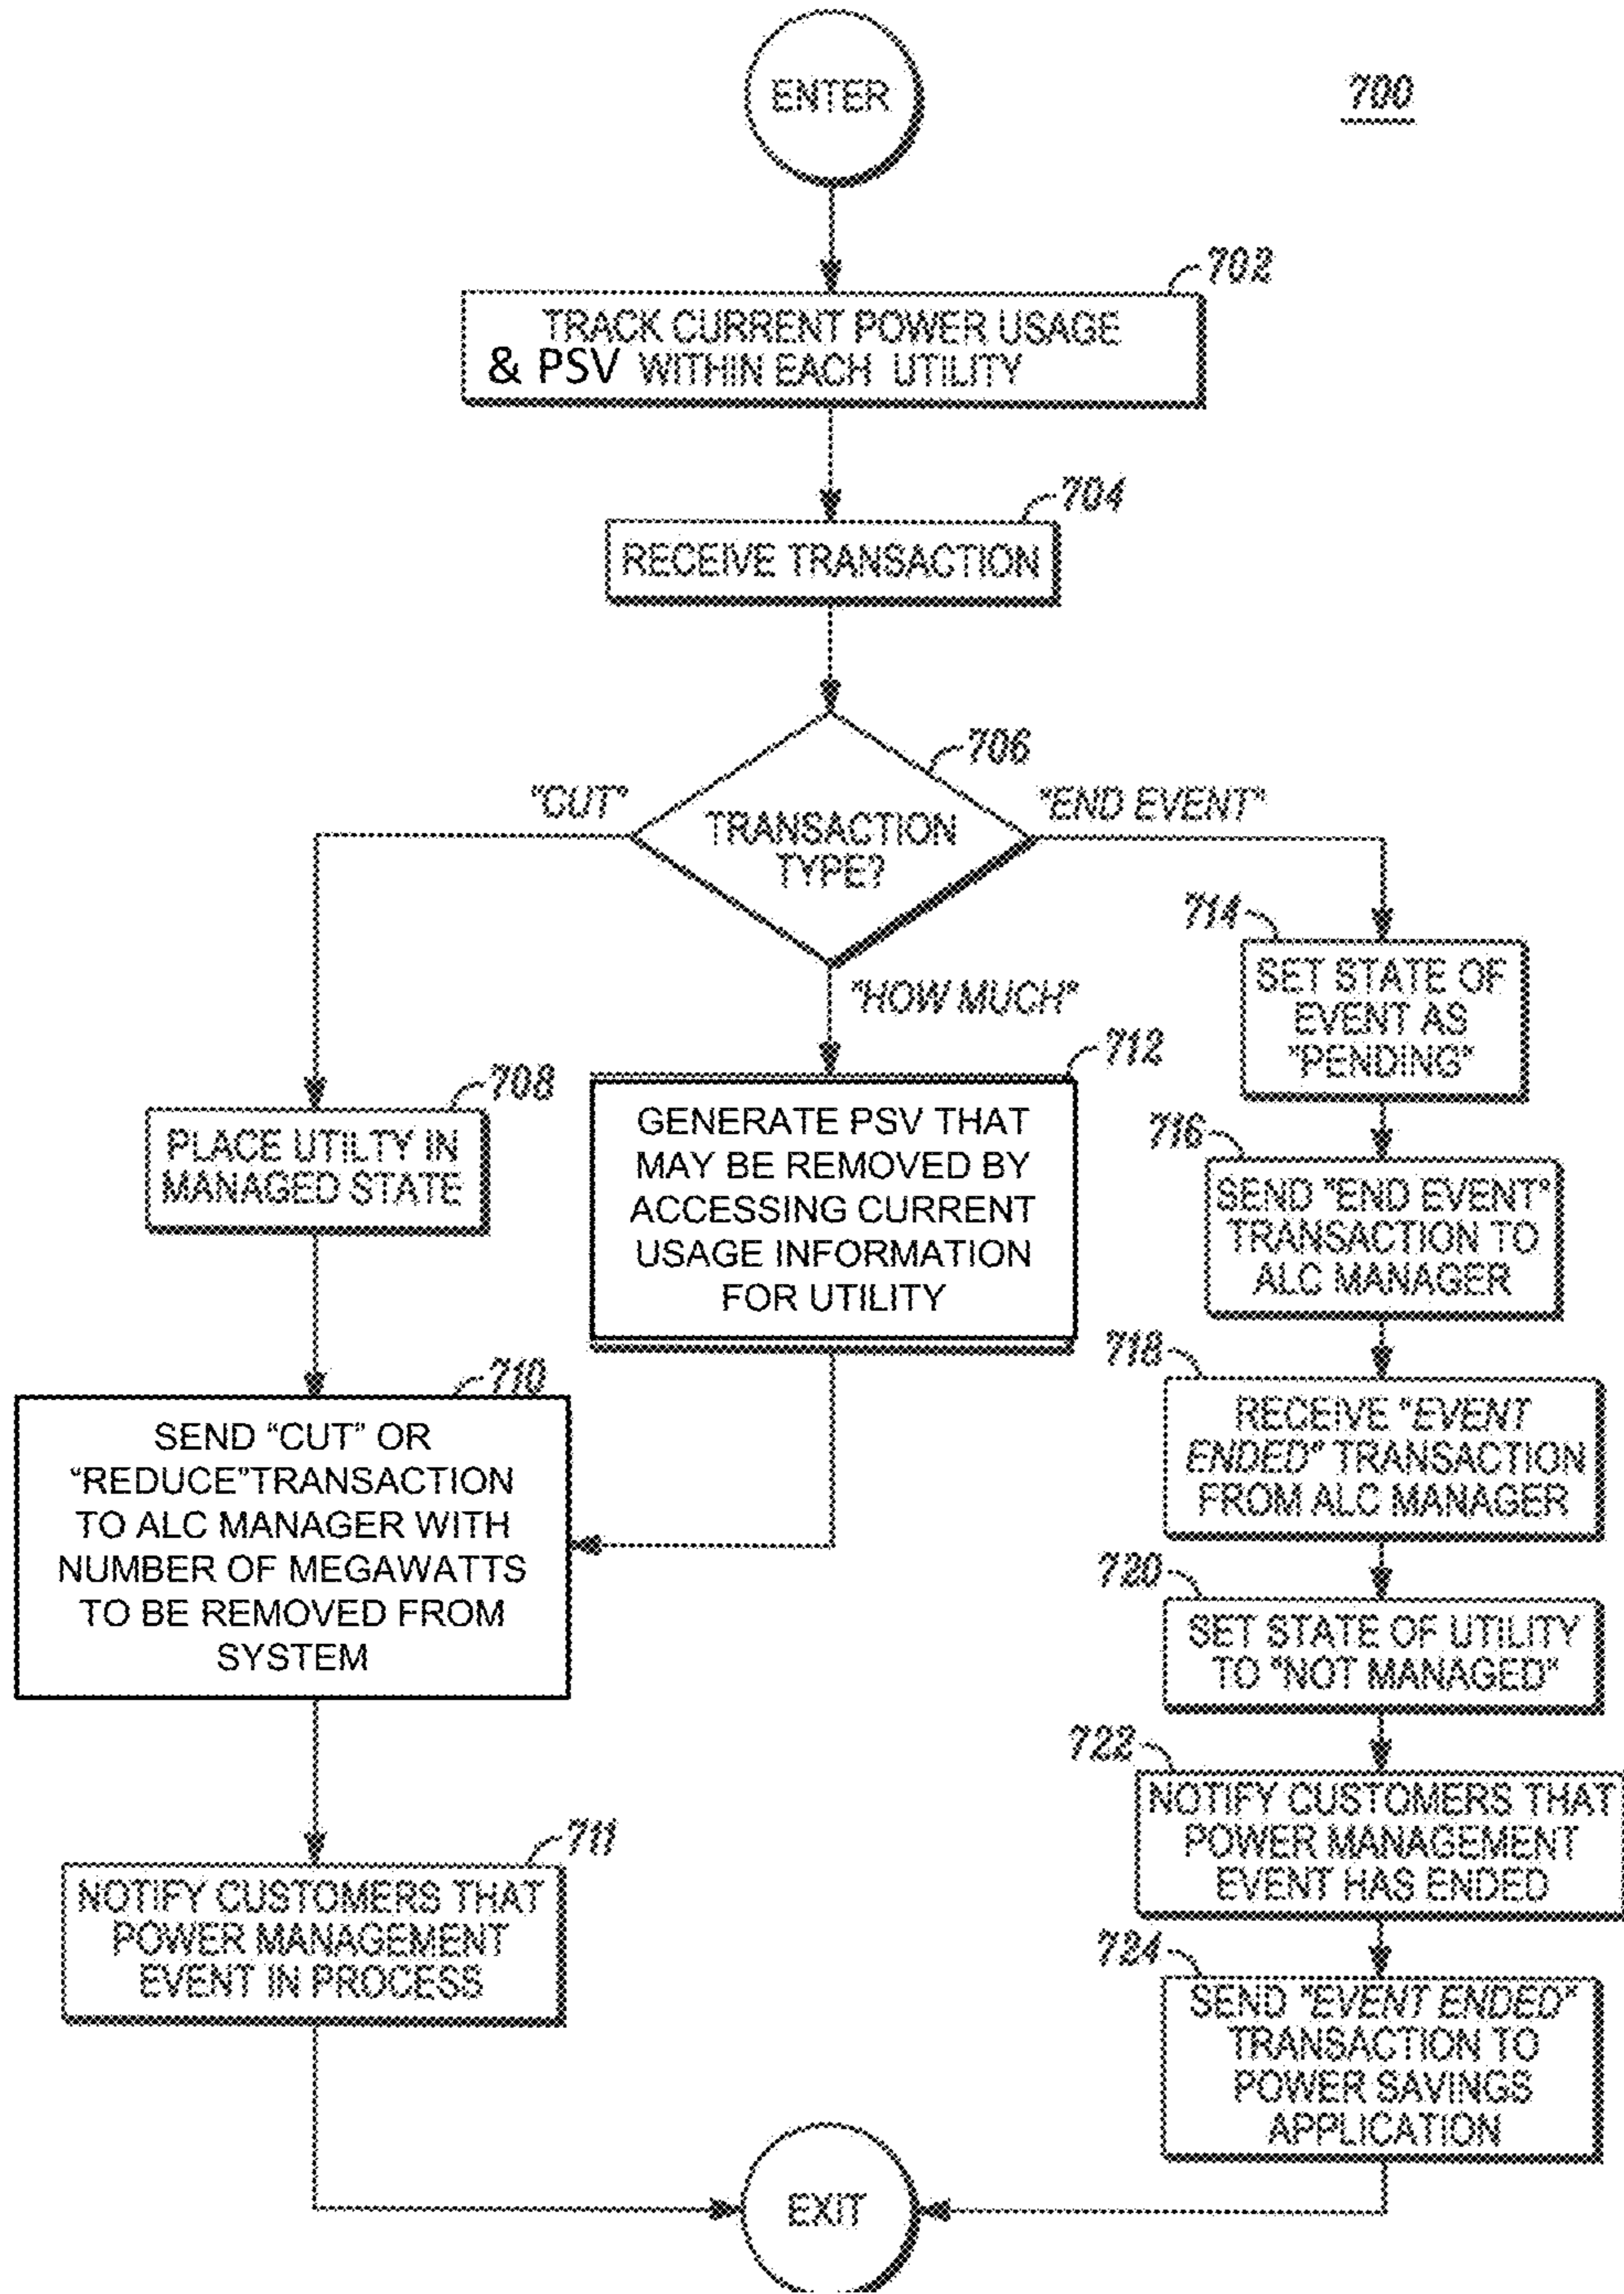 ENTER
700
702
TRACK CURRENT POWER USAGE
& PSV WITHIN EACH UTILITY
704
RECEIVE TRANSACTION
706
"CUT"
TRANSACTION
TYPE?
"END EVENT"
"HOW MUCH"
708
PLACE UTILTY IN
MANAGED STATE
712
GENERATE PSV THAT
MAY BE REMOVED BY
ACCESSING CURRENT
USAGE INFORMATION
FOR UTILITY
710
SEND “CUT” OR
“REDUCE”TRANSACTION
TO ALC MANAGER WITH
NUMBER OF MEGAWATTS
TO BE REMOVED FROM
SYSTEM
711
NOTIFY CUSTOMERS THAT
POWER MANAGEMENT
EVENT IN PROCESS
714
SET STATE OF
EVENT AS
"PENDING"
716
SEND "END EVENT"
TRANSACTION TO
ALC MANAGER
718
RECEIVE "EVENT
ENDED" TRANSACTION
FROM ALC MANAGER
720
SET STATE OF UTILITY
TO "NOT MANAGED"
722
NOTIFY CUSTOMERS THAT
POWER MANAGEMENT
EVENT HAS ENDED
724
SEND "EVENT ENDED"
TRANSACTION TO
POWER SAVINGS
APPLICATION
EXIT